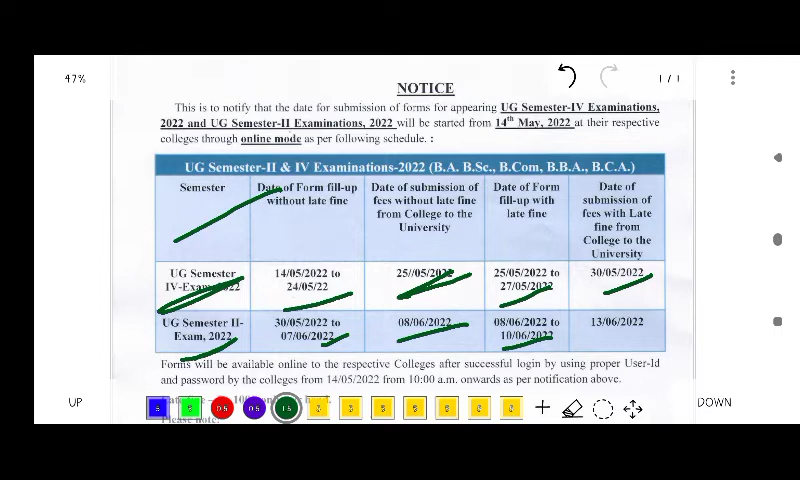 47%
1/1
NOTICE
This is to notify that the date for submission of forms for appearing UG Semester-IV Examinations,
2022 and UG Semester-II Examinations, 2022 will be started from 14th May, 2022 at their respective
colleges through online mode as per following schedule. :
UG Semester-II & IV Examinations-2022 (B.A. B.Sc., B.Com, B.B.A., B.C.A.)
Semester
Date of Form fill-up
without late fine
Date of submission of
fees without late fine
from College to the
University
Date of Form
fill-up with
late fine
Date of
submission of
fees with Late
fine from
College to the
University
UG Semester
IV-Exam, 2022
14/05/2022 to
24/05/22
25//05/2022
25/05/2022 to
27/05/2022
30/05/2022
UG Semester II-
Exam, 2022
30/05/2022 to
07/06/2022
08/06/2022
08/06/2022 to
10/06/2022
13/06/2022
Forms will be available online to the respective Colleges after successful login by using proper User-Id
and password by the colleges from 14/05/2022 from 10:00 a.m. onwards as per notification above.
Please note:
UP
DOWN